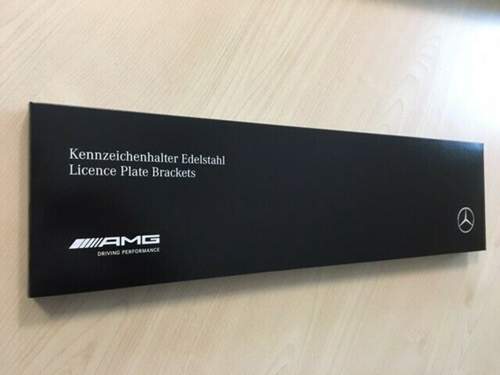 Kennzeichenhalter Edelstahl
Licence Plate Brackets
AMG
DRIVING PERFORMANCE